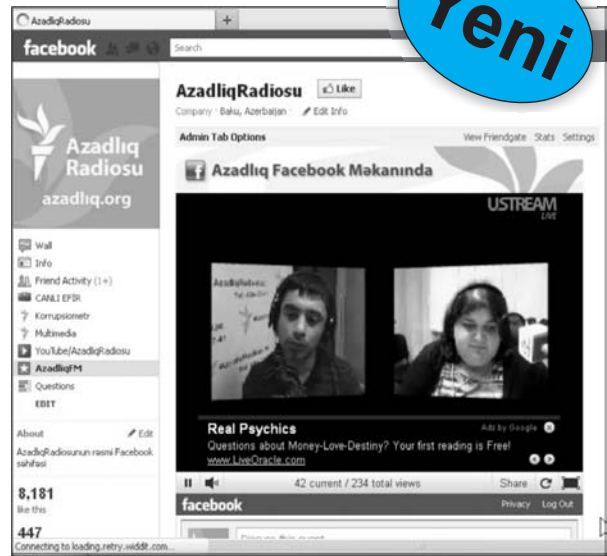 Yeni
AzadliqRadiosu
+
facebook
Search
Azadlıq
Radiosu
azadlıq.org
Wall
Info
Friend Activity (1+)
CANLI EFİR
Korrupsiometr
Multimedia
YouTube/AzadliqRadiosu
AzadliqFM
Questions
EDIT
About Edit
AzadlıqRadiosunun rəsmi Facebook
səhifəsi
8,181
like this
447
Connecting to loading.retry.widdit.com...
AzadliqRadiosu Like
Company · Baku, Azerbaijan · Edit Info
Admin Tab Options View Friendgate Stats Settings
f Azadlıq Facebook Məkanında
USTREAM
LIVE
Real Psychics Ads by Google
Questions about Money-Love-Destiny? Your first reading is Free!
www.LiveOracle.com
42 current / 234 total views Share
facebook Privacy Log Out